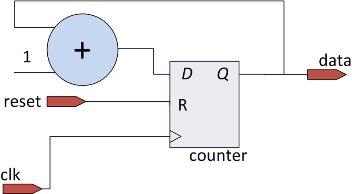 data
1
+
D Q
reset
R
counter
clk